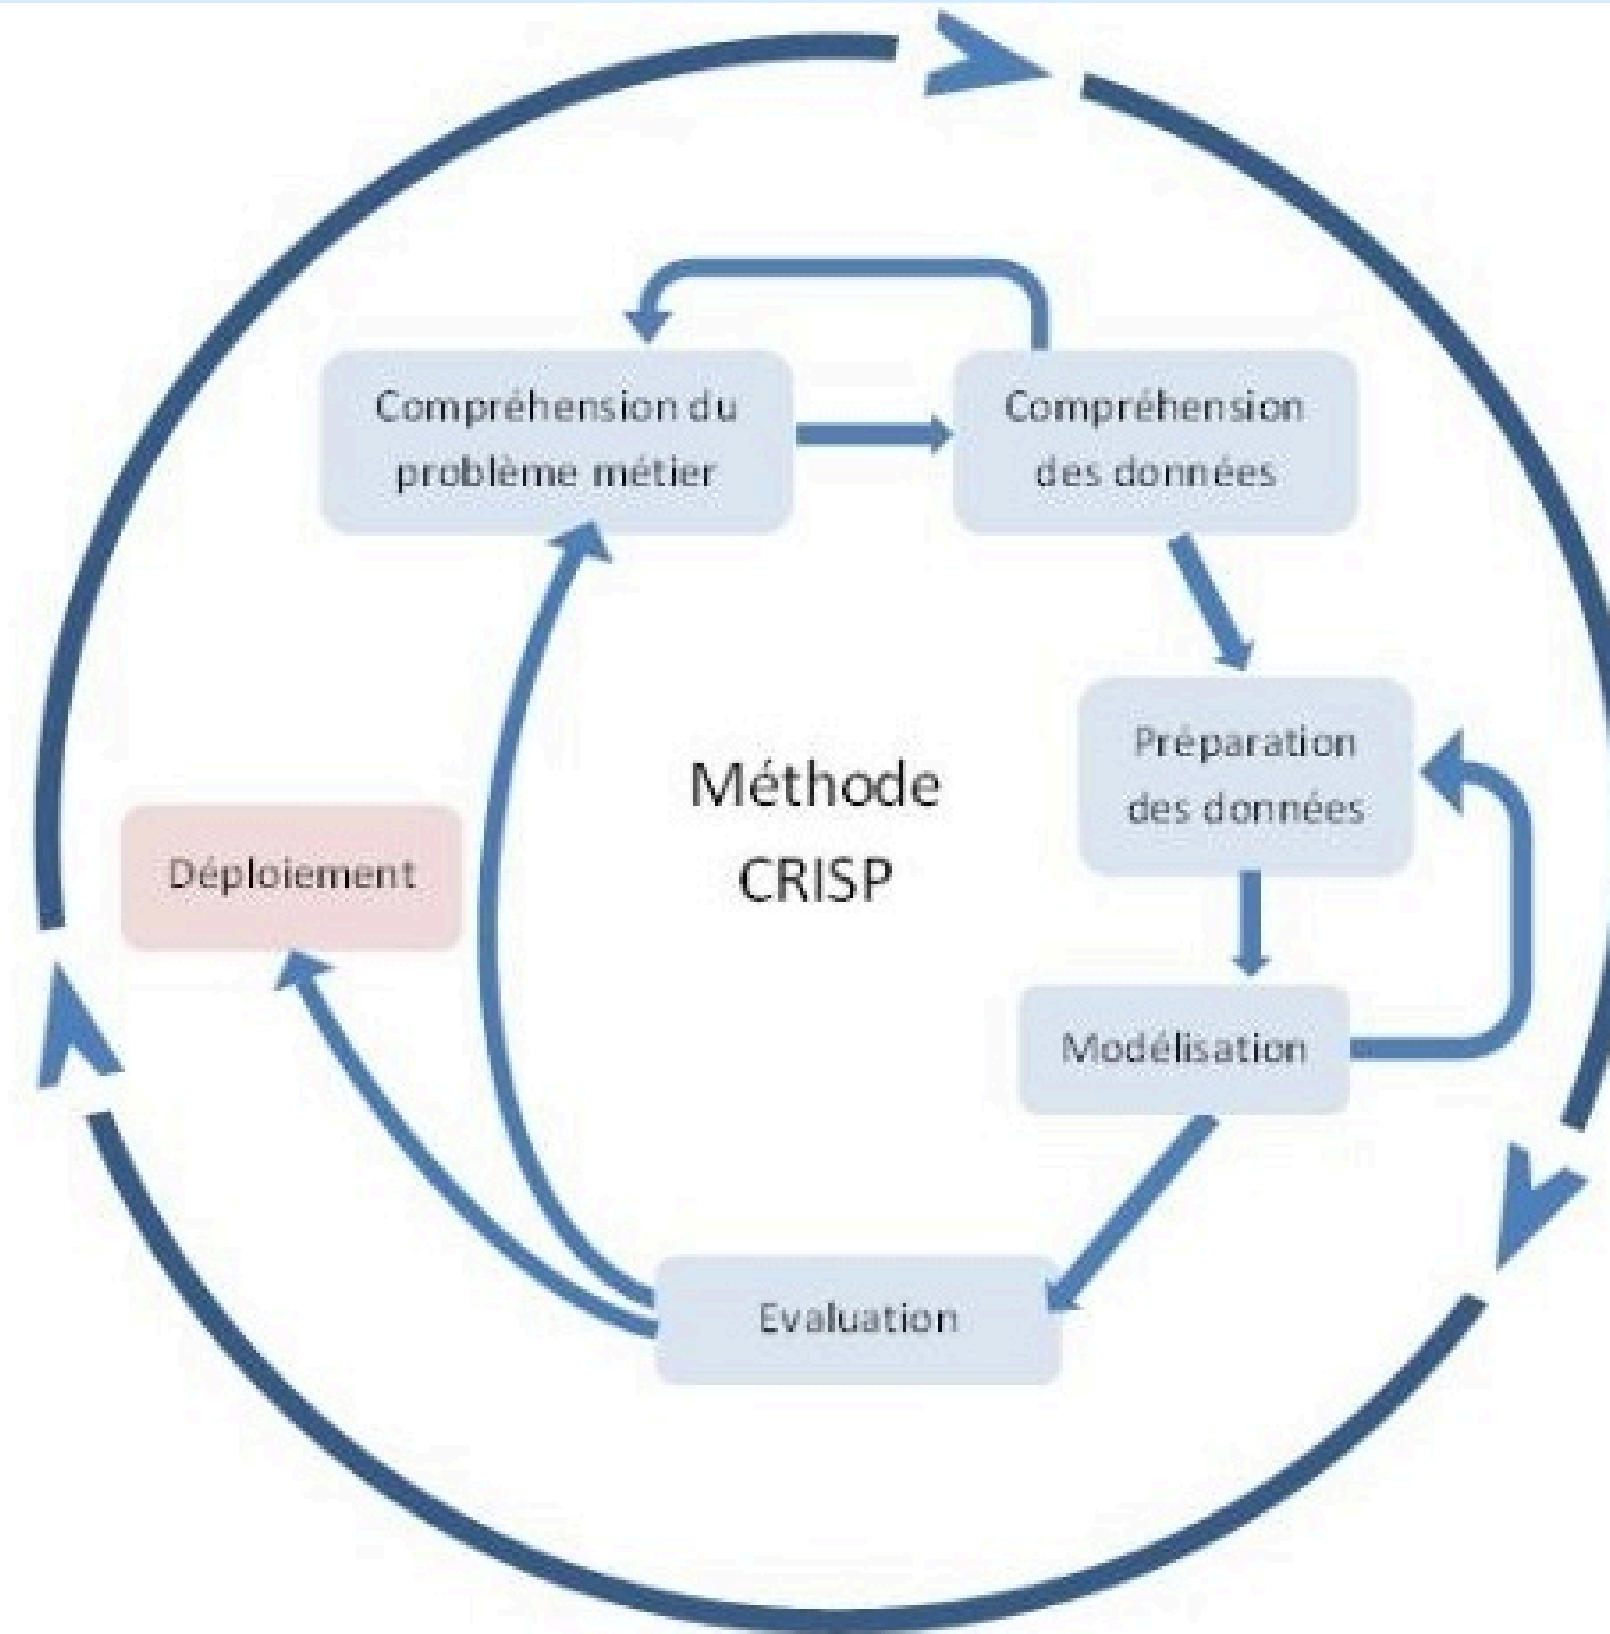 Compréhension du
problème métier
Compréhension
des données
Préparation
des données
Méthode
CRISP
Déploiement
Modélisation
Evaluation